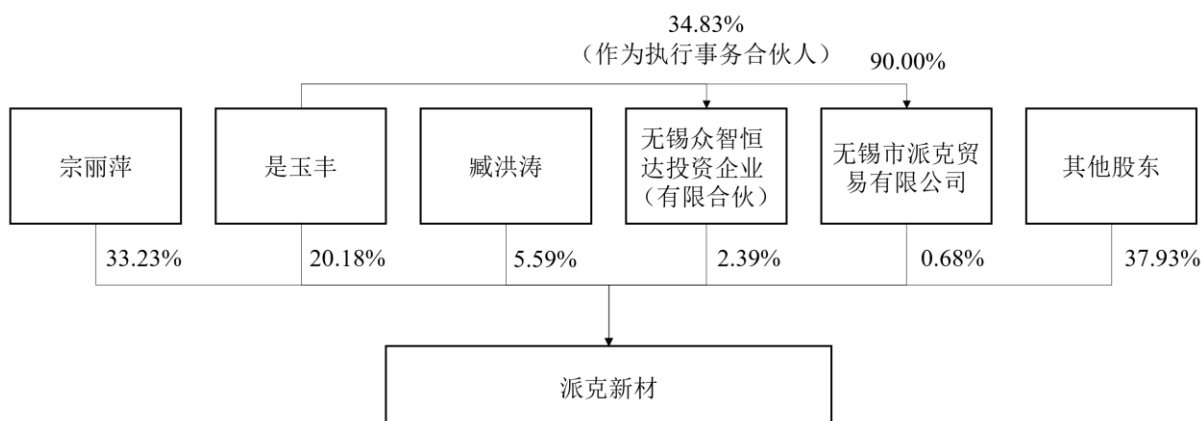 34.83%
（作为执行事务合伙人）
90.00%
宗丽萍
是玉丰
臧洪涛
无锡众智恒
达投资企业
（有限合伙）
无锡市派克贸
易有限公司
其他股东
33.23%
20.18%
5.59%
2.39%
0.68%
37.93%
派克新材